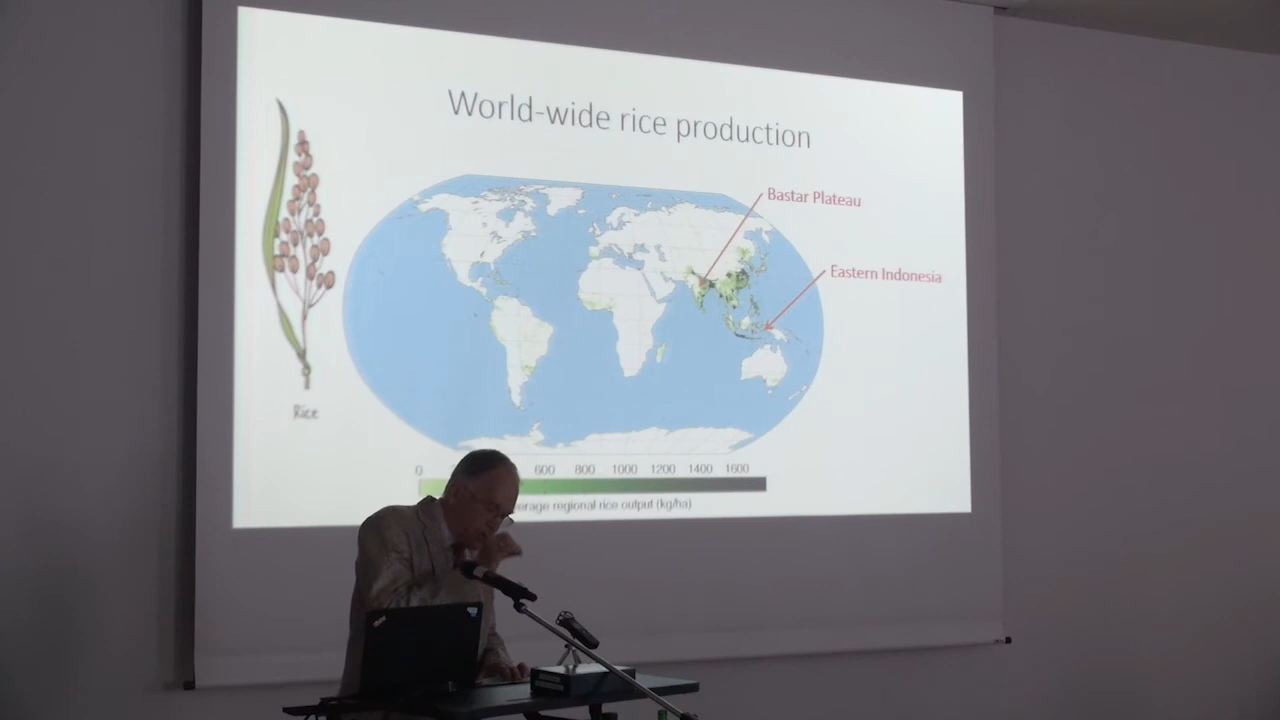 World-wide rice production
Bastar Plateau
Eastern Indonesia
Rice
0 600 800 1000 1200 1400 1600
erage regional rice output (kg/ha)